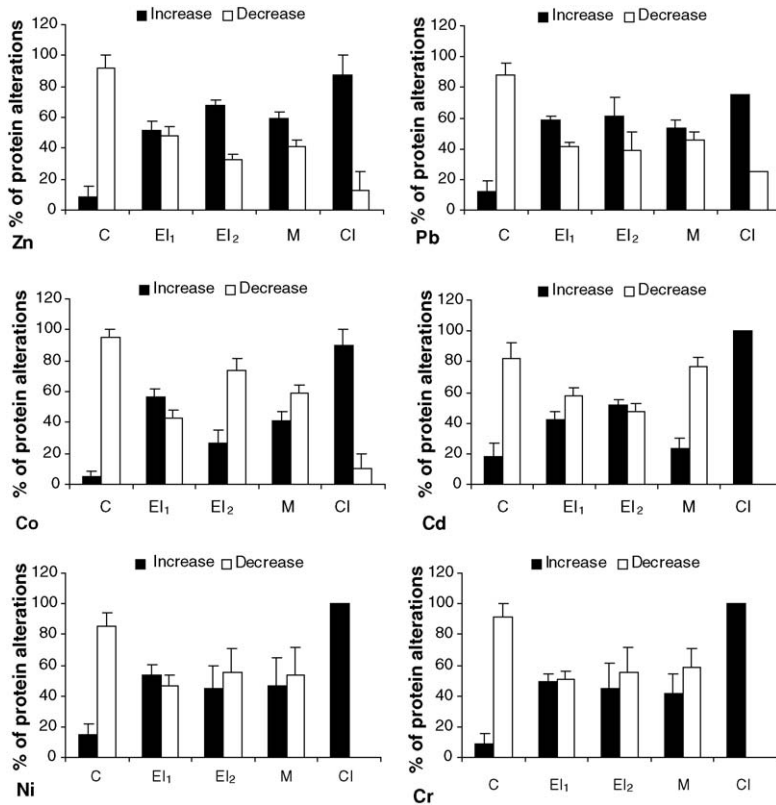 Increase Decrease
% of protein alterations
120
100
80
60
40
20
0
C EI₁ EI₂ M CI
Zn
Increase Decrease
% of protein alterations
120
100
80
60
40
20
0
C EI₁ EI₂ M CI
Pb
Increase Decrease
% of protein alterations
120
100
80
60
40
20
0
C EI₁ EI₂ M CI
Co
Increase Decrease
% of protein alterations
120
100
80
60
40
20
0
C EI₁ EI₂ M CI
Cd
Increase Decrease
% of protein alterations
120
100
80
60
40
20
0
C EI₁ EI₂ M CI
Ni
Increase Decrease
% of protein alterations
120
100
80
60
40
20
0
C EI₁ EI₂ M CI
Cr